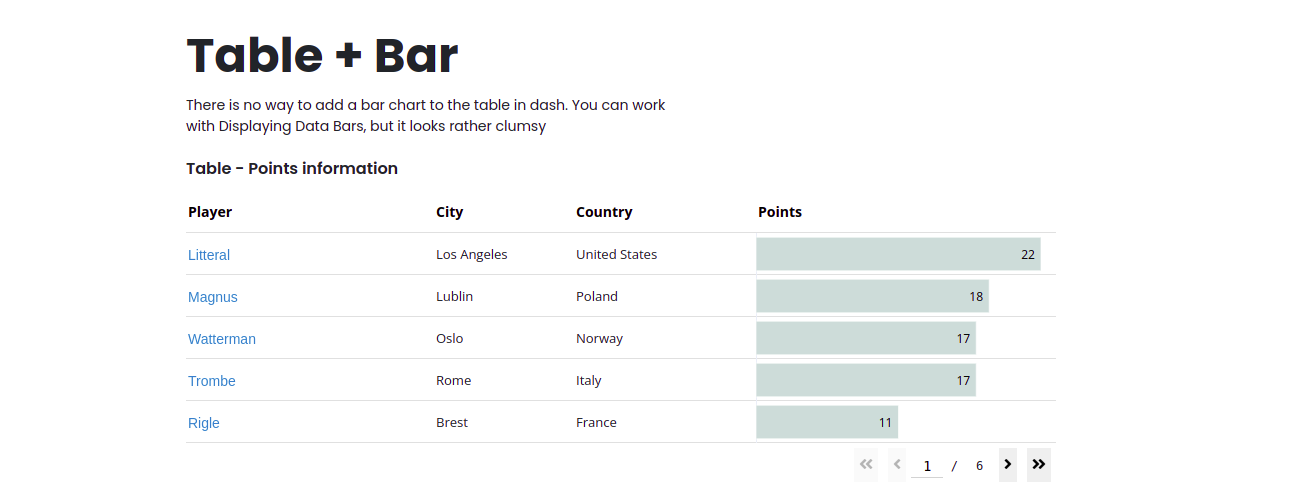 Table + Bar
There is no way to add a bar chart to the table in dash. You can work
with Displaying Data Bars, but it looks rather clumsy
Table - Points information
Player City Country Points
Litteral Los Angeles United States 22
Magnus Lublin Poland 18
Watterman Oslo Norway 17
Trombe Rome Italy 17
Rigle Brest France 11
1 / 6